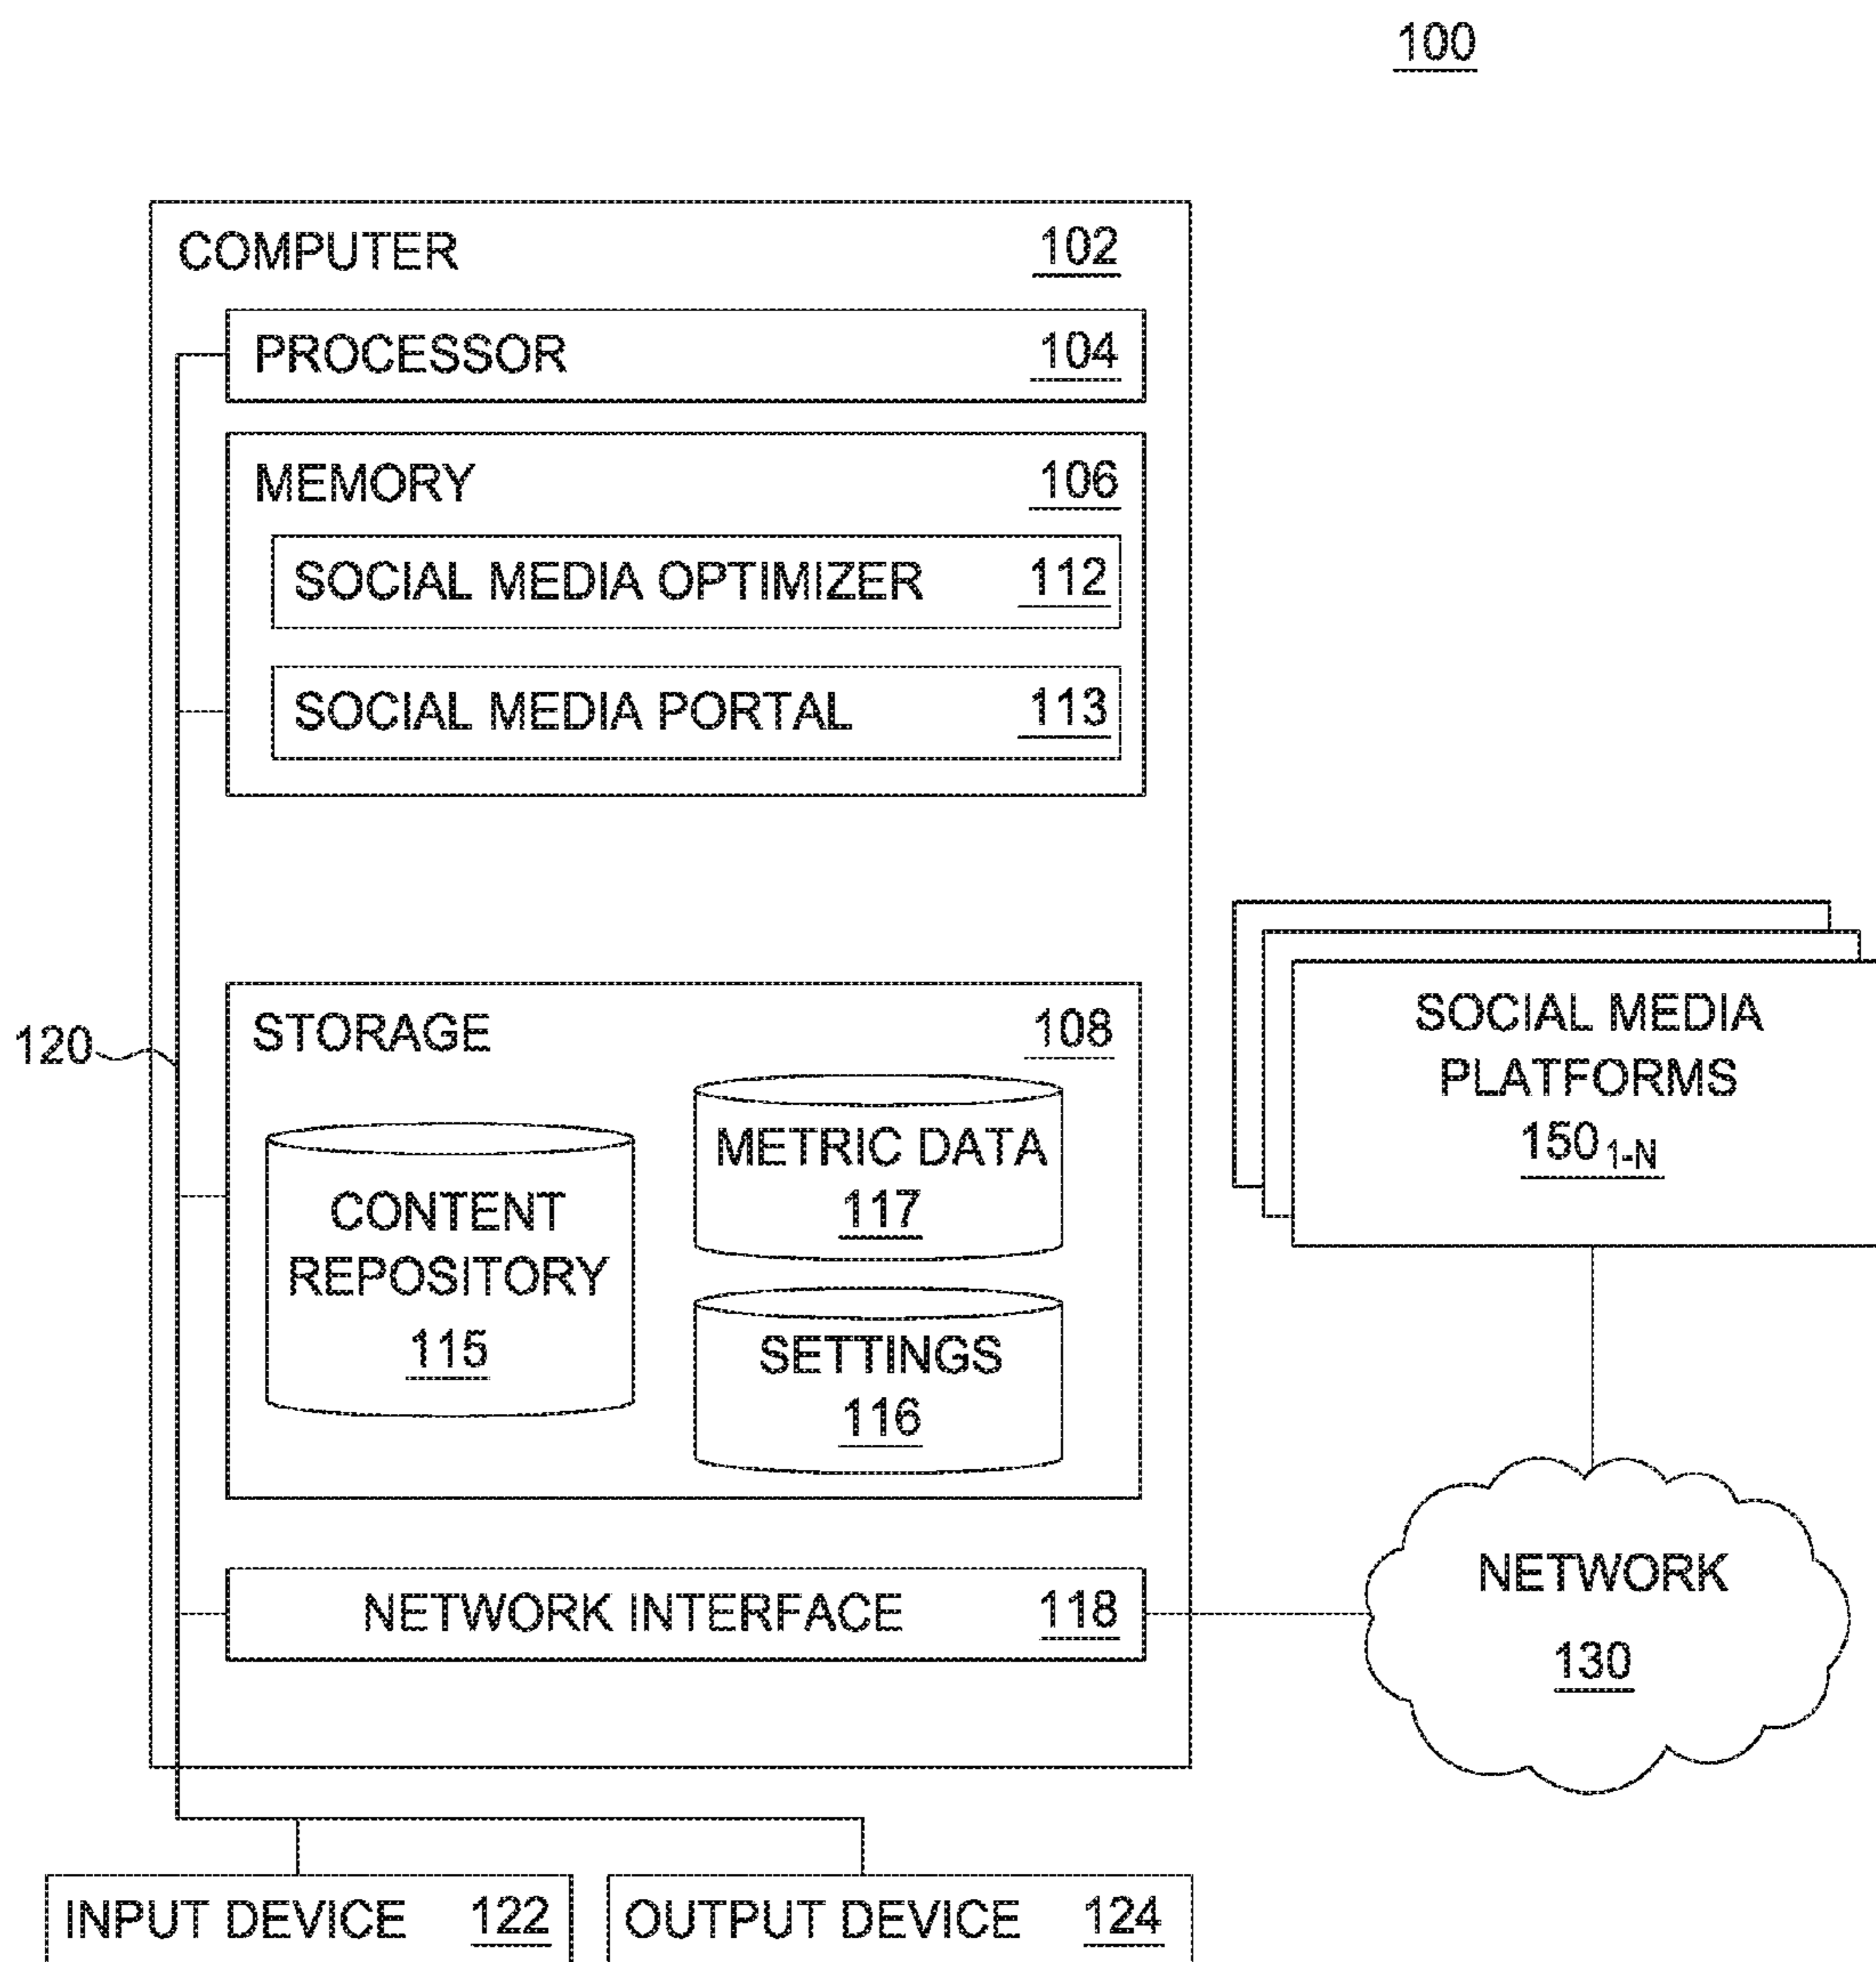 100
COMPUTER 102
PROCESSOR 104
MEMORY 106
SOCIAL MEDIA OPTIMIZER 112
SOCIAL MEDIA PORTAL 113
120
STORAGE 108
CONTENT
REPOSITORY
115
METRIC DATA
117
SETTINGS
116
NETWORK INTERFACE 118
SOCIAL MEDIA
PLATFORMS
150 1-N
NETWORK
130
INPUT DEVICE 122
OUTPUT DEVICE 124